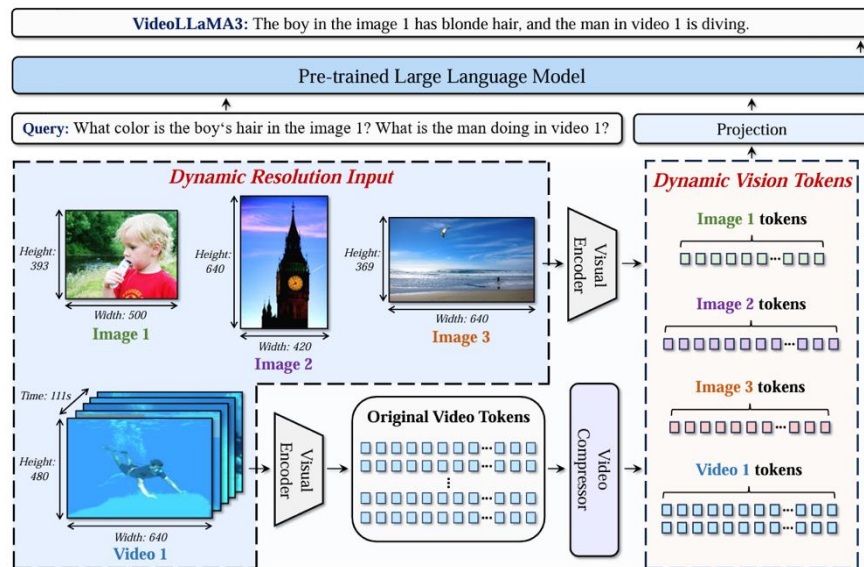 VideoLLaMA3: The boy in the image 1 has blonde hair, and the man in video 1 is diving.
Pre-trained Large Language Model
Query: What color is the boy‘s hair in the image 1? What is the man doing in video 1?
Projection
Dynamic Resolution Input
Height:
393
Width: 500
Image 1
Height:
640
Width: 420
Image 2
Height:
369
Width: 640
Image 3
Visual
Encoder
Dynamic Vision Tokens
Image 1 tokens
...
Image 2 tokens
...
Image 3 tokens
...
Video 1 tokens
...
...
Time: 111s
Height:
480
Width: 640
Video 1
Visual
Encoder
Original Video Tokens
...
...
⋮
...
...
Video
Compressor